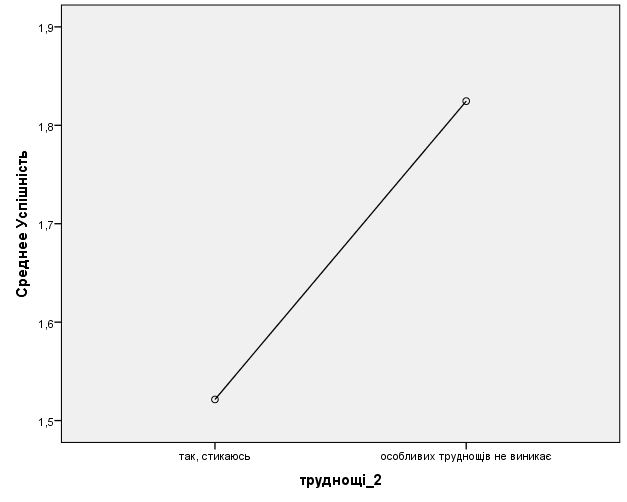 1,9
1,8
1,7
1,6
1,5
Среднее Успішність
так, стикаюсь
особливих труднощів не виникає
труднощі_2